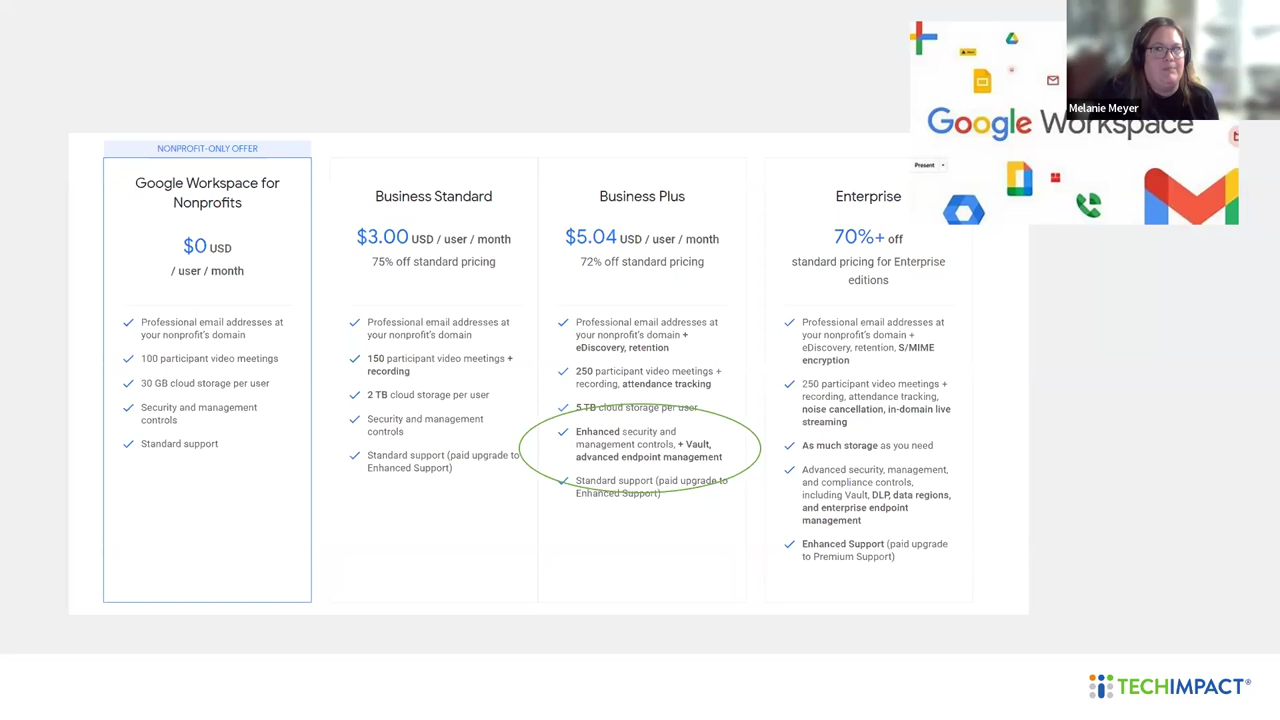 Melanie Meyer
Google Workspace
Present
NONPROFIT-ONLY OFFER
Google Workspace for
Nonprofits
$0 USD
/ user / month
Professional email addresses at
your nonprofit's domain
100 participant video meetings
30 GB cloud storage per user
Security and management
controls
Standard support
Business Standard
$3.00 USD / user / month
75% off standard pricing
Professional email addresses at
your nonprofit's domain
150 participant video meetings +
recording
2 TB cloud storage per user
Security and management
controls
Standard support (paid upgrade to
Enhanced Support)
Business Plus
$5.04 USD / user / month
72% off standard pricing
Professional email addresses at
your nonprofit's domain +
eDiscovery, retention
250 participant video meetings +
recording, attendance tracking
5 TB cloud storage per user
Enhanced security and
management controls, + Vault,
advanced endpoint management
Standard support (paid upgrade to
Enhanced Support)
Enterprise
70%+ off
standard pricing for Enterprise
editions
Professional email addresses at
your nonprofit's domain +
eDiscovery, retention, S/MIME
encryption
250 participant video meetings +
recording, attendance tracking,
noise cancellation, in-domain live
streaming
As much storage as you need
Advanced security, management,
and compliance controls,
including Vault, DLP, data regions,
and enterprise endpoint
management
Enhanced Support (paid upgrade
to Premium Support)
TECHIMPACT®